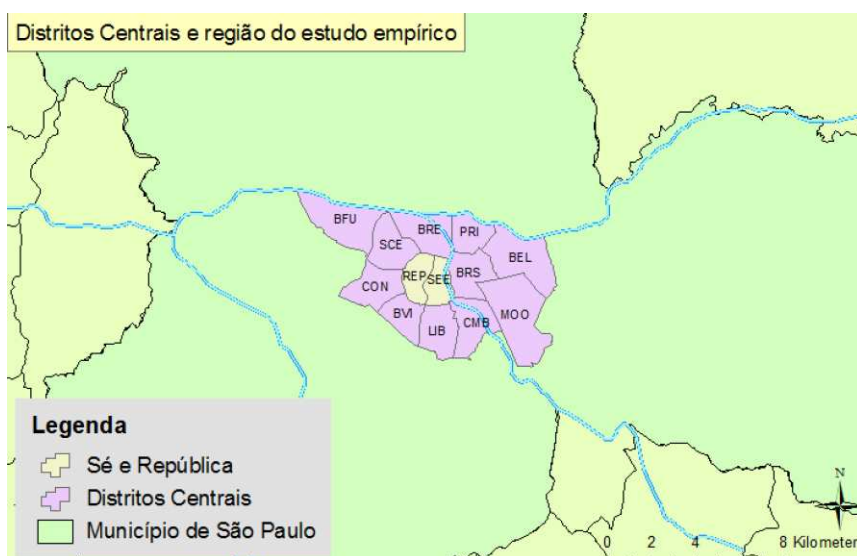 Distritos Centrais e região do estudo empírico
BFU
BRE
PRI
SCE
BEL
REP
SEE
BRS
CON
MOO
BVI
LIB
CMB
Legenda
Sé e República
Distritos Centrais
Município de São Paulo
N
0 2 4 8 Kilometer